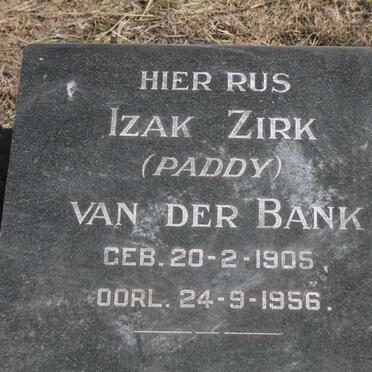 HIER RUS
IZAK ZIRK
(PADDY)
VAN DER BANK
GEB. 20-2-1905.
OORL. 24-9-1956.